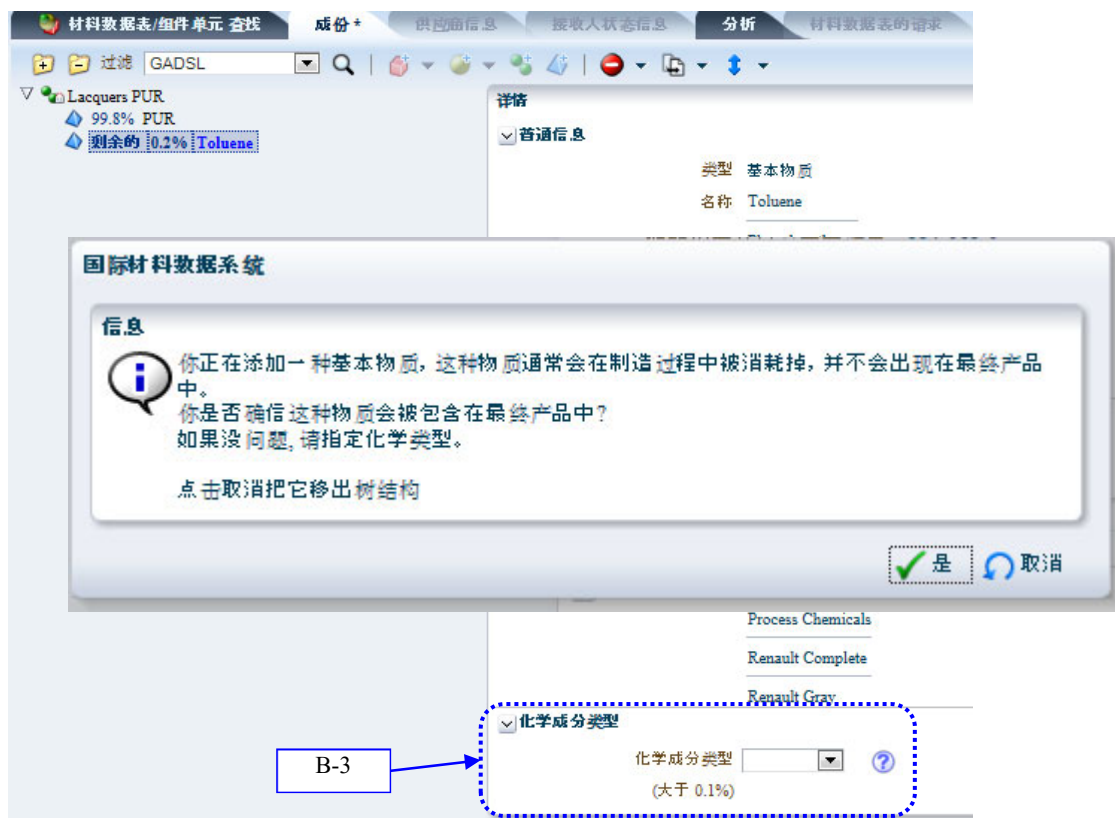 材料数据表/组件单元 查找 成份* 供应商信息 接收人状态信息 分析 材料数据表的请求
过滤 GADSL
Lacquers PUR
99.8% PUR
剩余的 0.2% Toluene
详情
普通信息
类型 基本物质
名称 Toluene
国际材料数据系统
信息
你正在添加一种基本物质，这种物质通常会在制造过程中被消耗掉，并不会出现在最终产品
中。
你是否确信这种物质会被包含在最终产品中?
如果没问题, 请指定化学类型。
点击取消把它移出树结构
是 取消
Process Chemicals
Renault Complete
Renault Gray
化学成分类型
化学成分类型
(大于 0.1%)
B-3